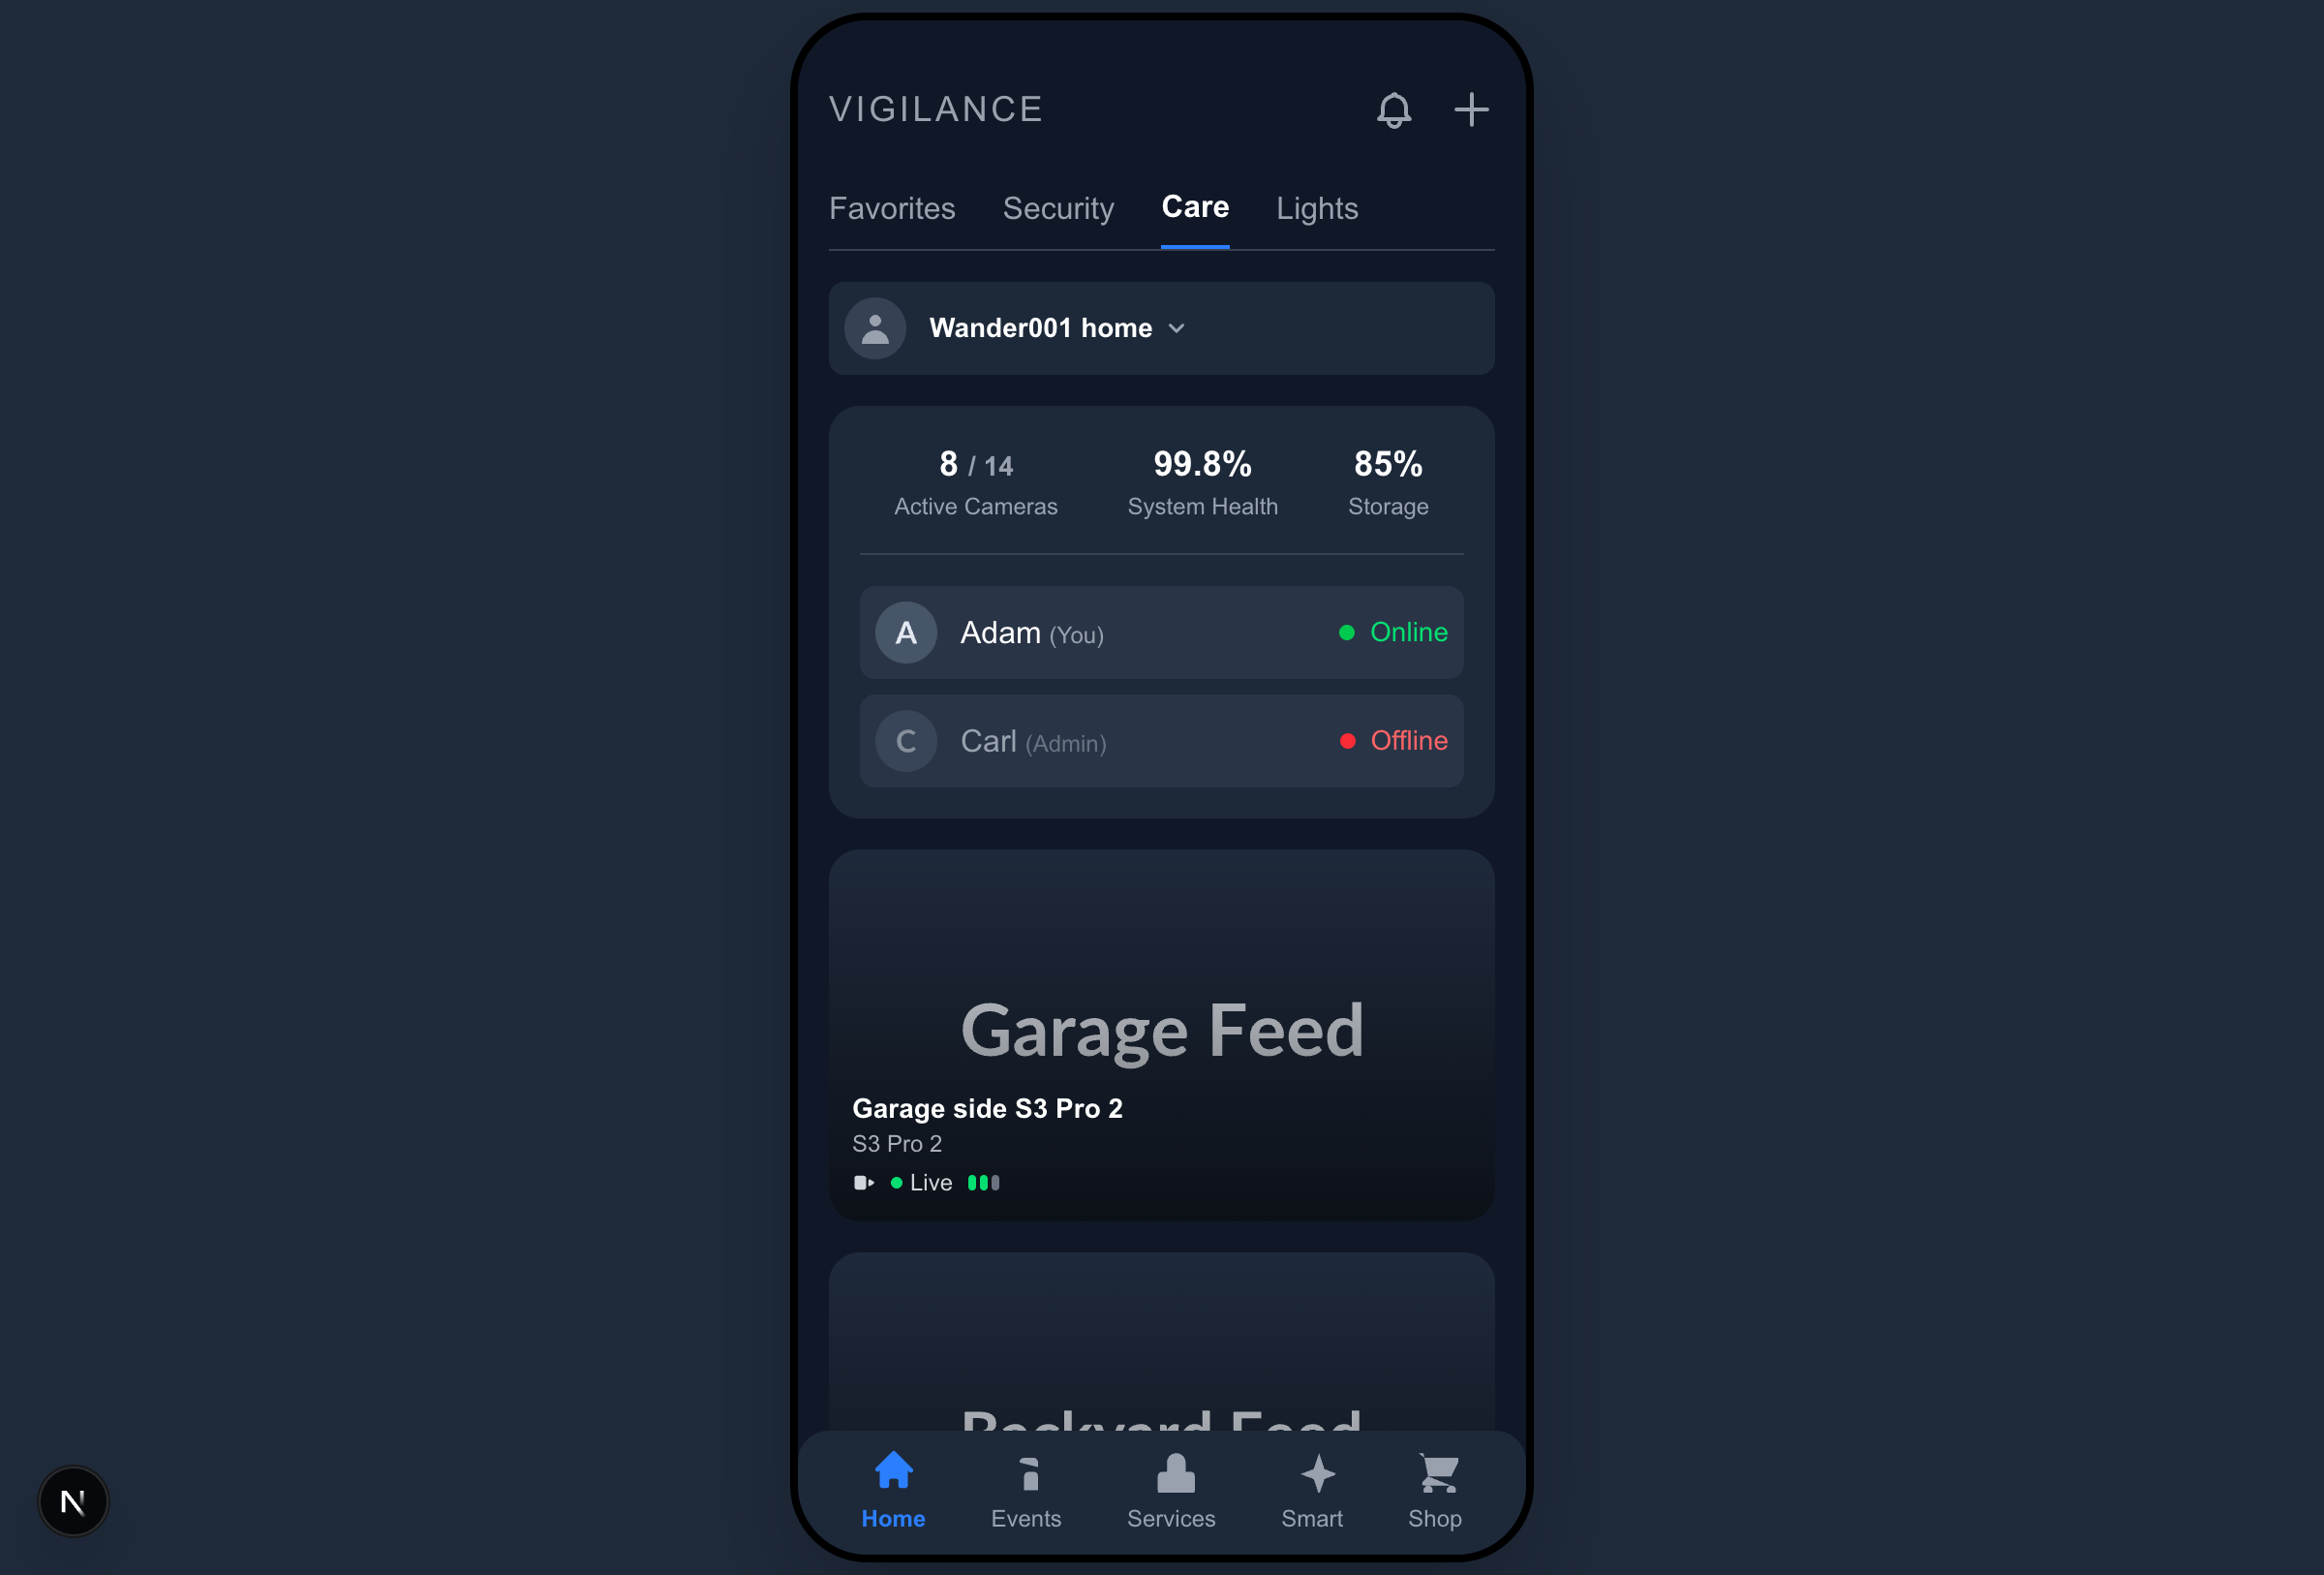 VIGILANCE
Favorites Security Care Lights
Wander001 home
8 / 14 99.8% 85%
Active Cameras System Health Storage
A Adam (You) Online
C Carl (Admin) Offline
Garage Feed
Garage side S3 Pro 2
S3 Pro 2
Live
Backyard Feed
N
Home Events Services Smart Shop